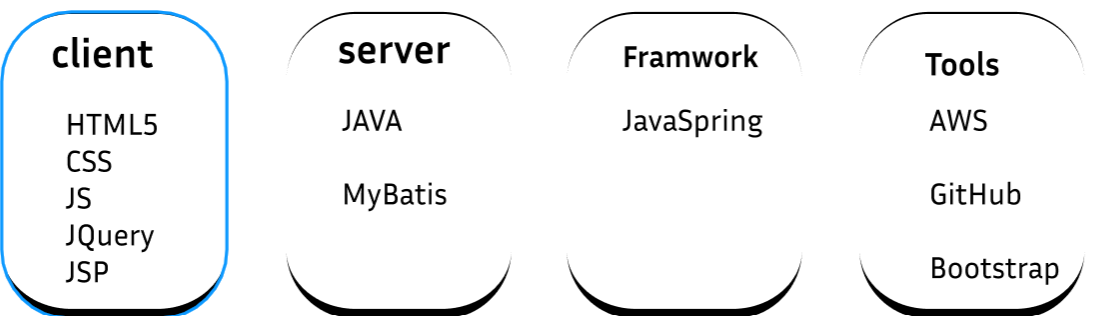 client
HTML5
CSS
JS
JQuery
JSP
server
JAVA
MyBatis
Framwork
JavaSpring
Tools
AWS
GitHub
Bootstrap